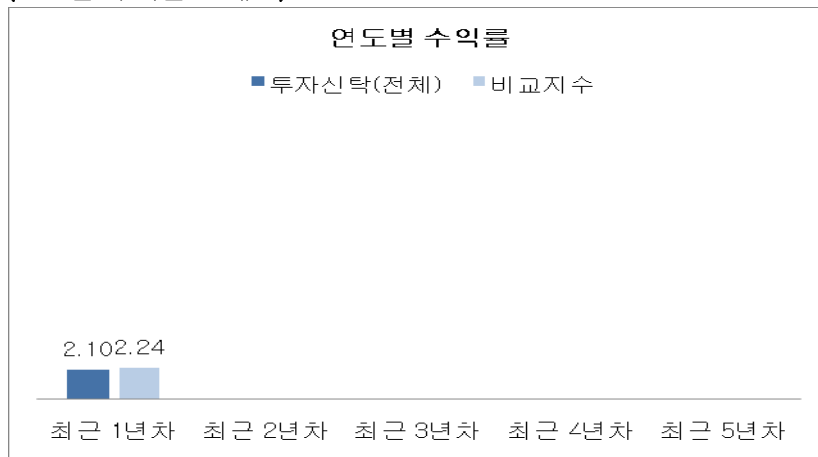 연도별 수익률
투자신탁(전체) 비교지수
2.10 2.24
최근 1년차 최근 2년차 최근 3년차 최근 4년차 최근 5년차